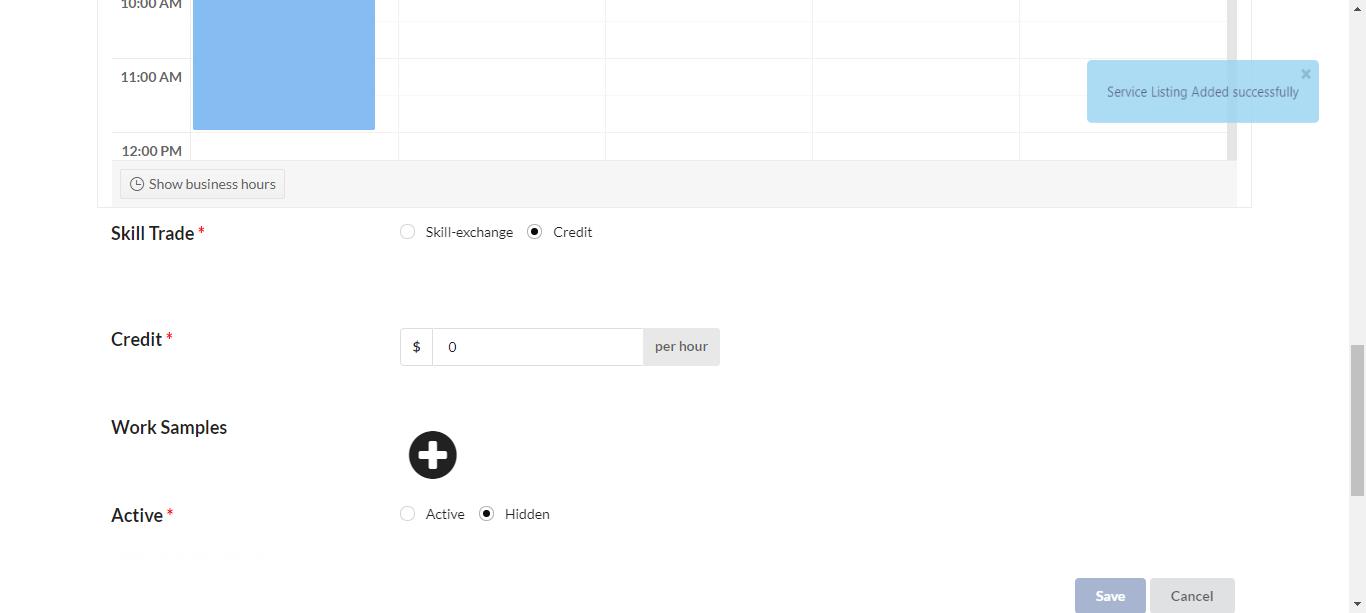 10:00 AM
11:00 AM
Service Listing Added successfully
×
12:00 PM
Show business hours
Skill Trade *
Skill-exchange
Credit
Credit *
$ 0 per hour
Work Samples
Active *
Active
Hidden
Save
Cancel